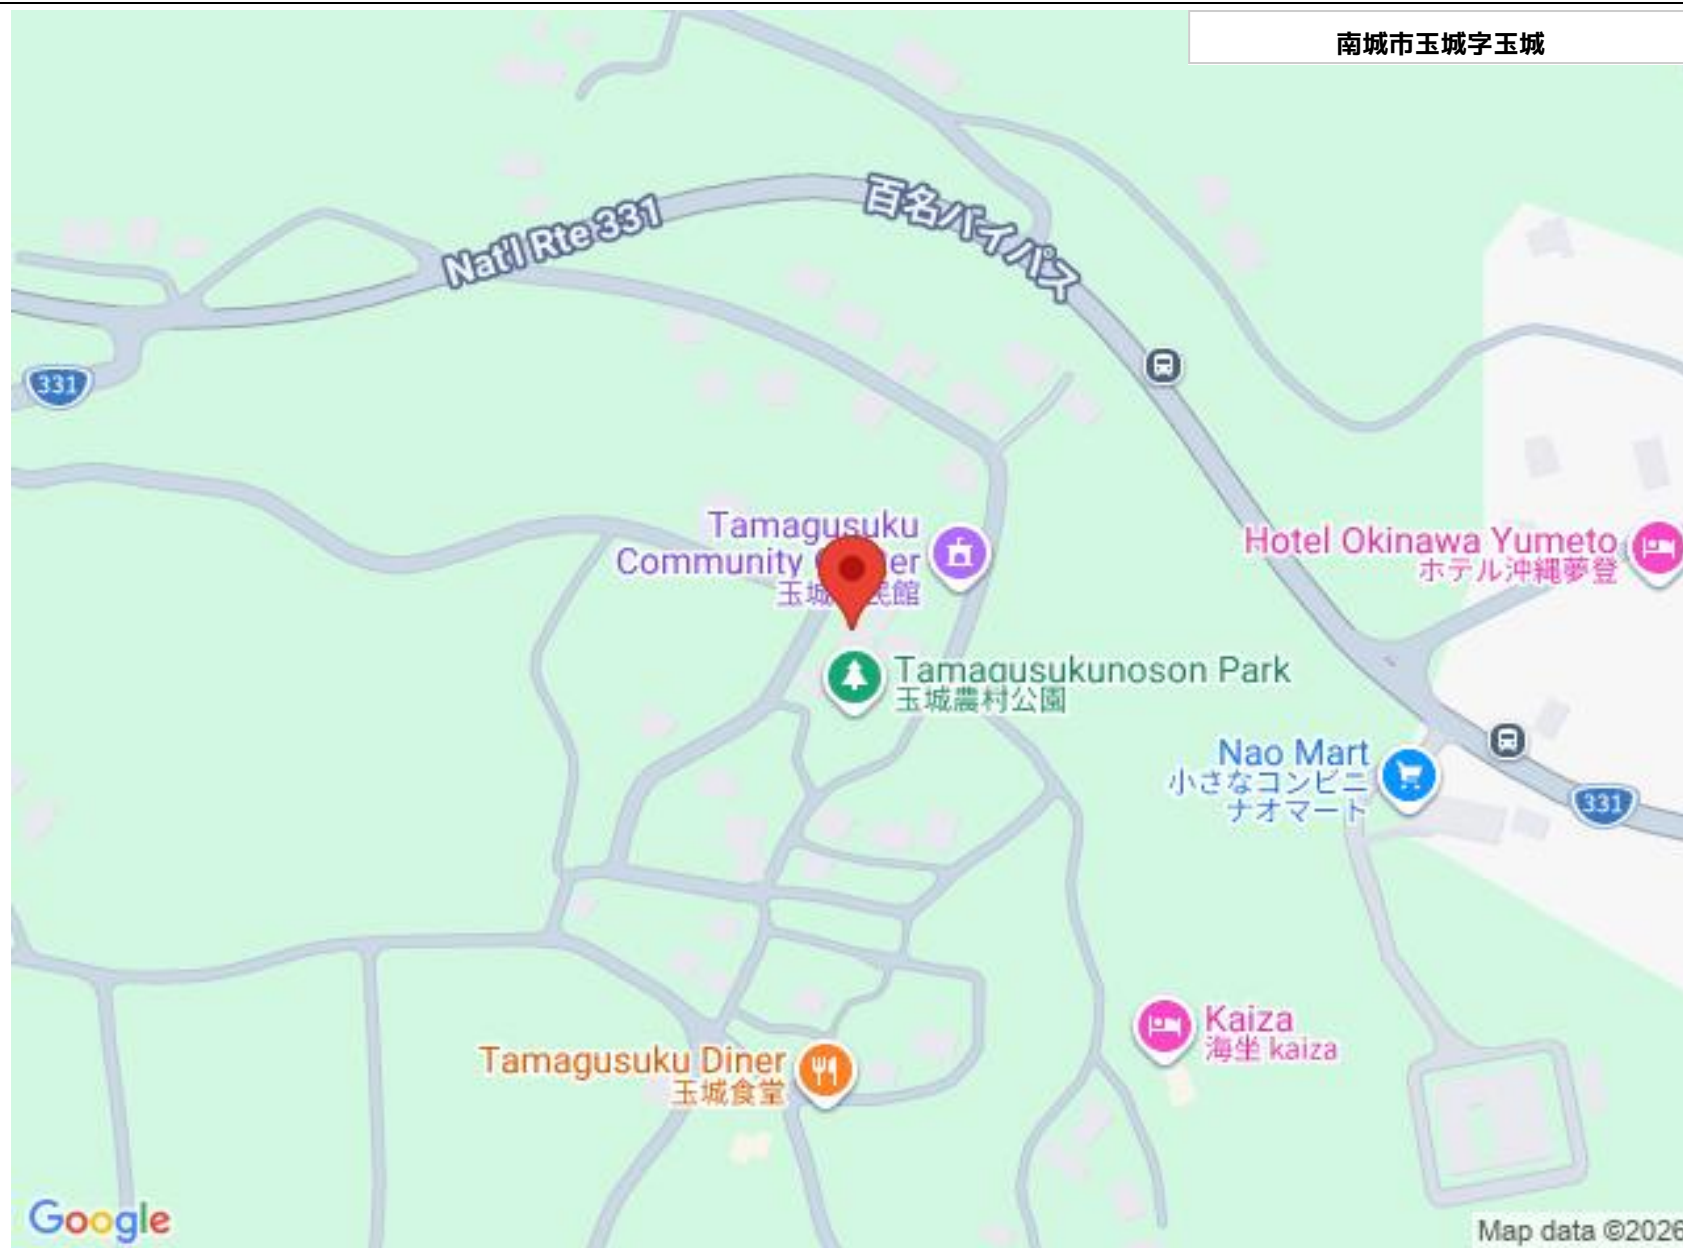 南城市玉城字玉城
Nat'l Rte 331
百名バイパス
331
Tamagusuku
Community
玉城 民館
Hotel Okinawa Yumeto
ホテル沖縄夢登
Tamagusukunoson Park
玉城農村公園
Nao Mart
小さなコンビニ
ナオマート
331
Kaiza
海坐 kaiza
Tamagusuku Diner
玉城食堂
Google
Map data ©2026